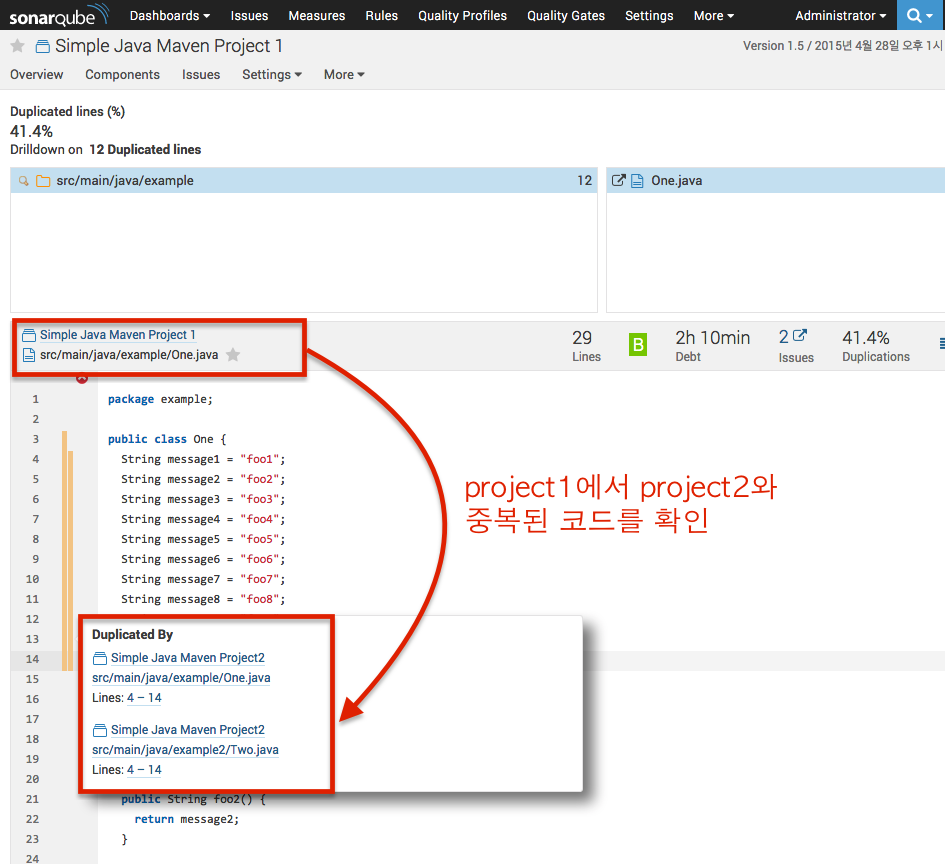 sonarqube Dashboards Issues Measures Rules Quality Profiles Quality Gates Settings More Administrator
Simple Java Maven Project 1
Version 1.5 / 2015년 4월 28일 오후 1시
Overview Components Issues Settings More
Duplicated lines (%)
41.4%
Drilldown on 12 Duplicated lines
src/main/java/example 12
One.java
Simple Java Maven Project 1
src/main/java/example/One.java
29 Lines
B
2h 10min Debt
2 Issues
41.4% Duplications
1 package example;
2
3 public class One {
4 String message1 = "foo1";
5 String message2 = "foo2";
6 String message3 = "foo3";
7 String message4 = "foo4";
8 String message5 = "foo5";
9 String message6 = "foo6";
10 String message7 = "foo7";
11 String message8 = "foo8";
project1에서 project2와
중복된 코드를 확인
12
13
14
15
16
17
18
19
20
Duplicated By
Simple Java Maven Project2
src/main/java/example/One.java
Lines: 4 – 14
Simple Java Maven Project2
src/main/java/example2/Two.java
Lines: 4 – 14
21 public String foo2() {
22 return message2;
23 }
24